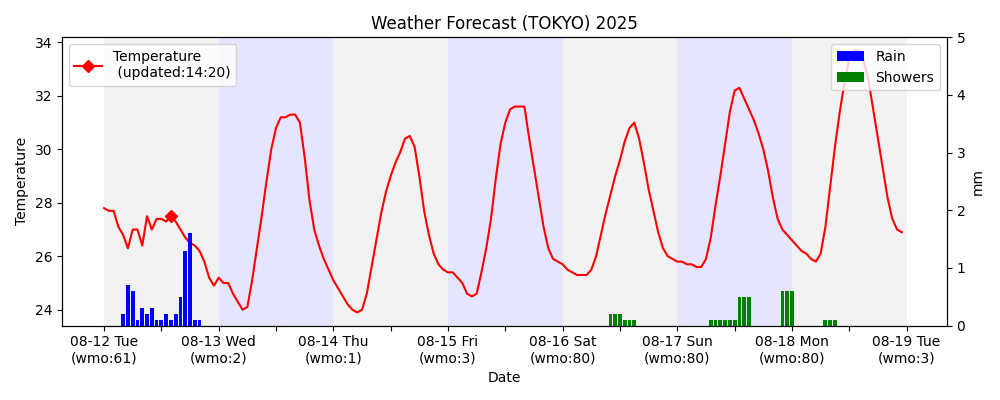 Weather Forecast (TOKYO) 2025
Temperature
(updated:14:20)
Rain
Showers
34
32
30
28
26
24
Temperature
5
4
3
2
1
0
mm
08-12 Tue
(wmo:61)
08-13 Wed
(wmo:2)
08-14 Thu
(wmo:1)
08-15 Fri
(wmo:3)
08-16 Sat
(wmo:80)
08-17 Sun
(wmo:80)
08-18 Mon
(wmo:80)
08-19 Tue
(wmo:3)
Date